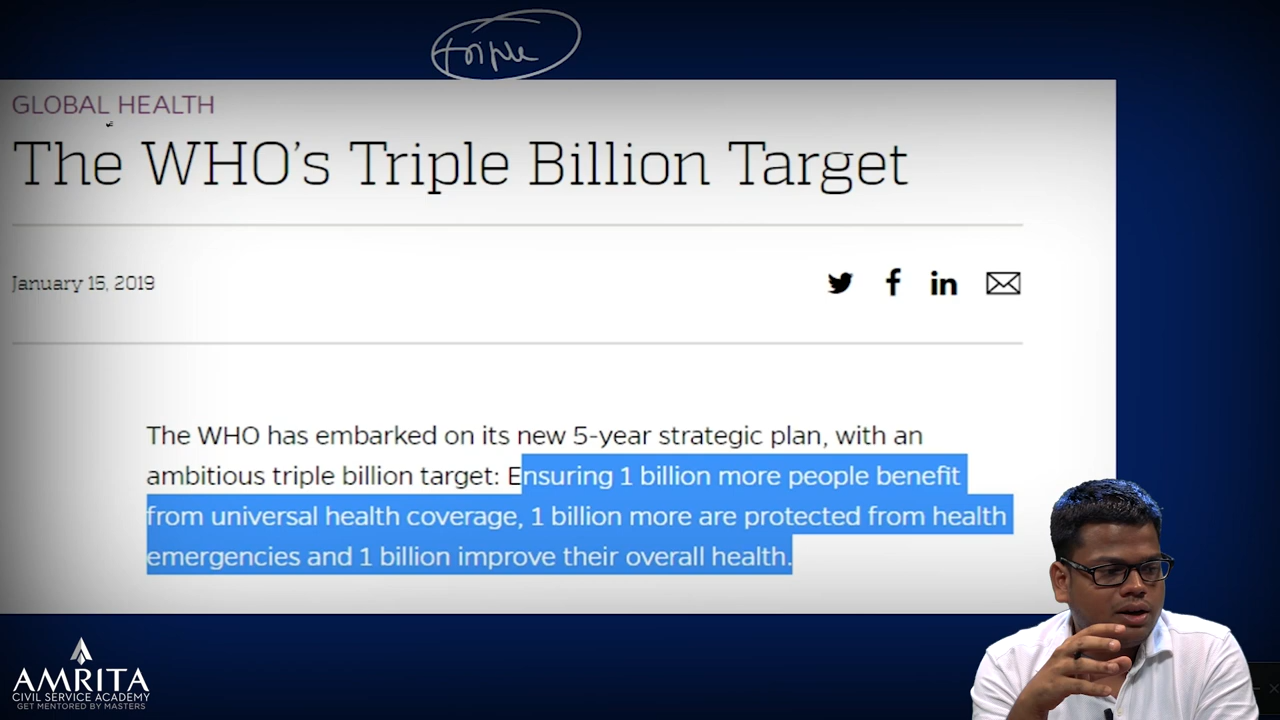 triple
GLOBAL HEALTH
The WHO's Triple Billion Target
January 15, 2019
The WHO has embarked on its new 5-year strategic plan, with an
ambitious triple billion target: Ensuring 1 billion more people benefit
from universal health coverage, 1 billion more are protected from health
emergencies and 1 billion improve their overall health.
AMRITA
CIVIL SERVICE ACADEMY
GET MENTORED BY MASTERS